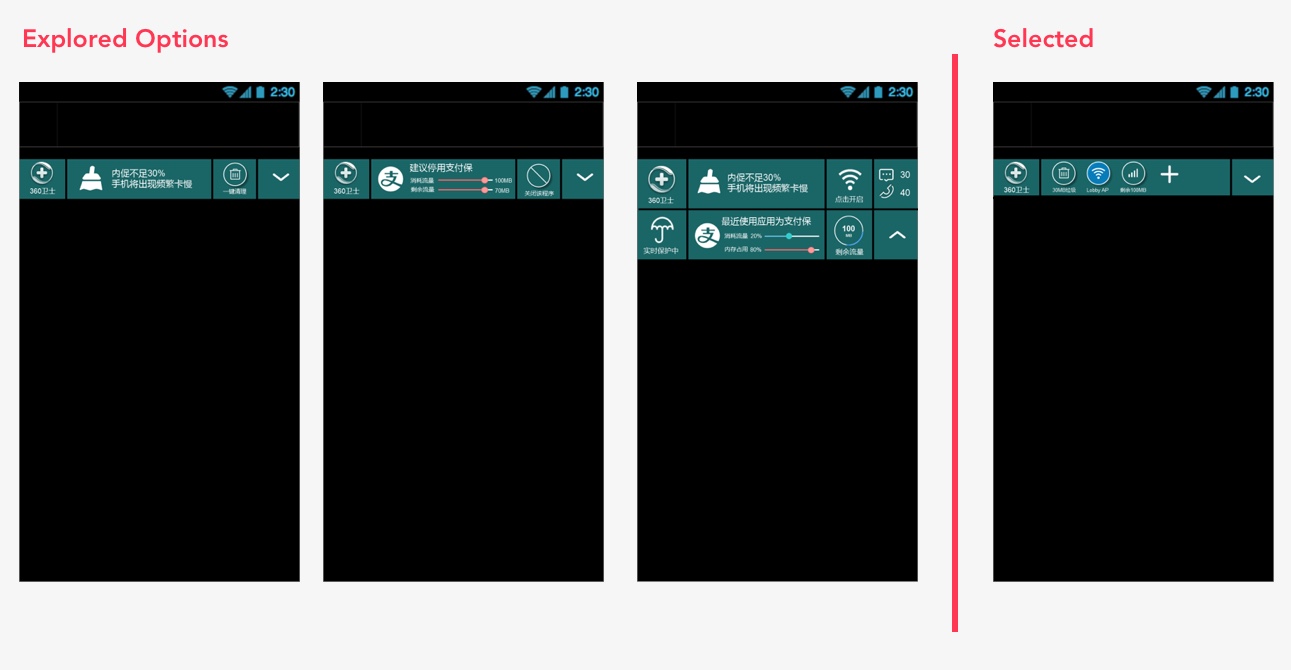 Explored Options
Selected
2:30
360卫士
内促不足30%
手机将出现频繁卡慢
一键清理
2:30
360卫士
建议停用支付保
消耗流量 100MB
剩余流量 70MB
关闭该程序
2:30
360卫士
内促不足30%
手机将出现频繁卡慢
点击开启
30
40
实时保护中
支
最近使用应用为支付保
消耗流量 20%
内存占用 80%
100
MB
剩余流量
2:30
360卫士
30MB垃圾
Lobby AP
剩余100MB